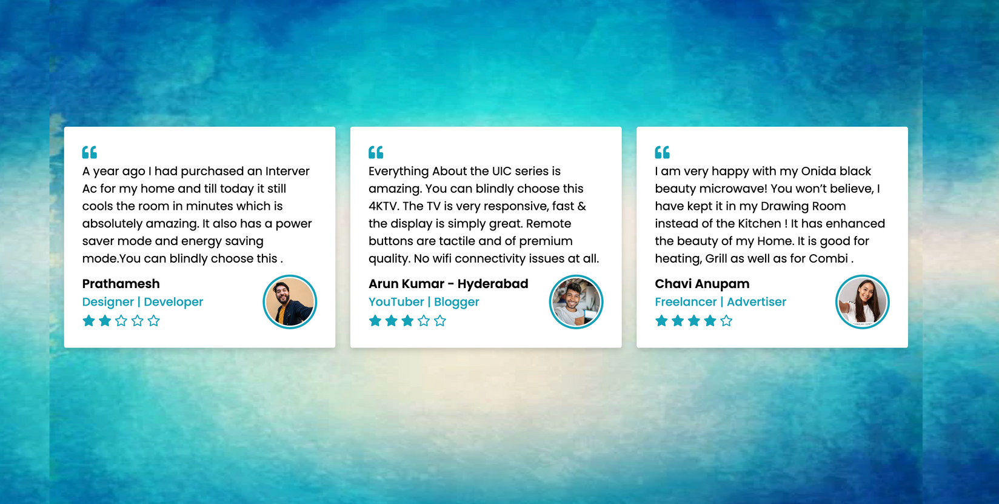 A year ago I had purchased an Interver
Ac for my home and till today it still
cools the room in minutes which is
absolutely amazing. It also has a power
saver mode and energy saving
mode.You can blindly choose this .
Prathamesh
Designer | Developer
Everything About the UIC series is
amazing. You can blindly choose this
4KTV. The TV is very responsive, fast &
the display is simply great. Remote
buttons are tactile and of premium
quality. No wifi connectivity issues at all.
Arun Kumar - Hyderabad
YouTuber | Blogger
I am very happy with my Onida black
beauty microwave! You won’t believe, I
have kept it in my Drawing Room
instead of the Kitchen ! It has enhanced
the beauty of my Home. It is good for
heating, Grill as well as for Combi .
Chavi Anupam
Freelancer | Advertiser